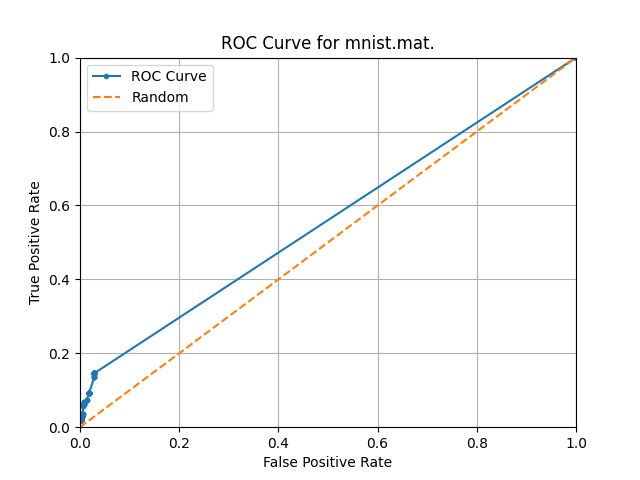 ROC Curve for mnist.mat.
1.0
ROC Curve
Random
0.8
0.6
0.4
0.2
0.0
True Positive Rate
0.0 0.2 0.4 0.6 0.8 1.0
False Positive Rate